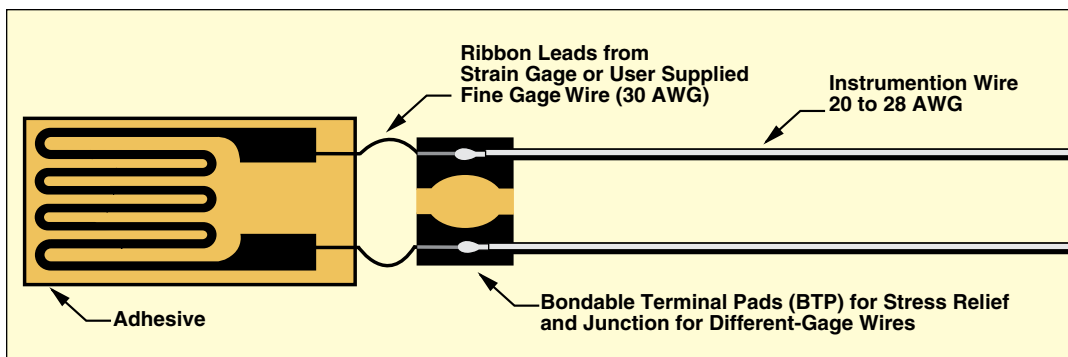 Ribbon Leads from
Strain Gage or User Supplied
Fine Gage Wire (30 AWG)
Instrumention Wire
20 to 28 AWG
Adhesive
Bondable Terminal Pads (BTP) for Stress Relief
and Junction for Different-Gage Wires